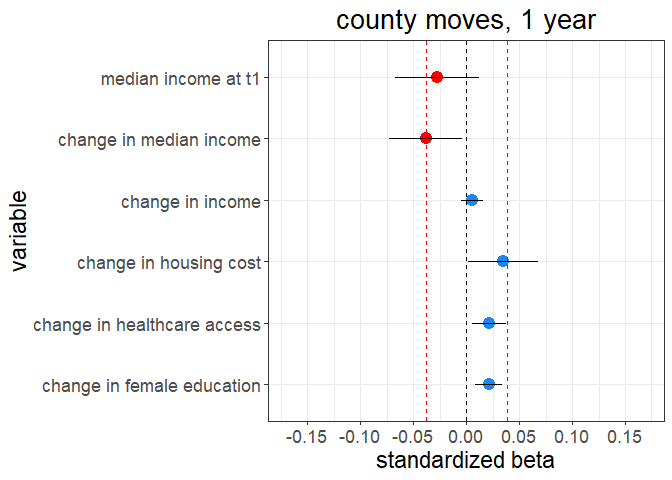 county moves, 1 year
variable
median income at t1
change in median income
change in income
change in housing cost
change in healthcare access
change in female education
-0.15 -0.10 -0.05 0.00 0.05 0.10 0.15
standardized beta